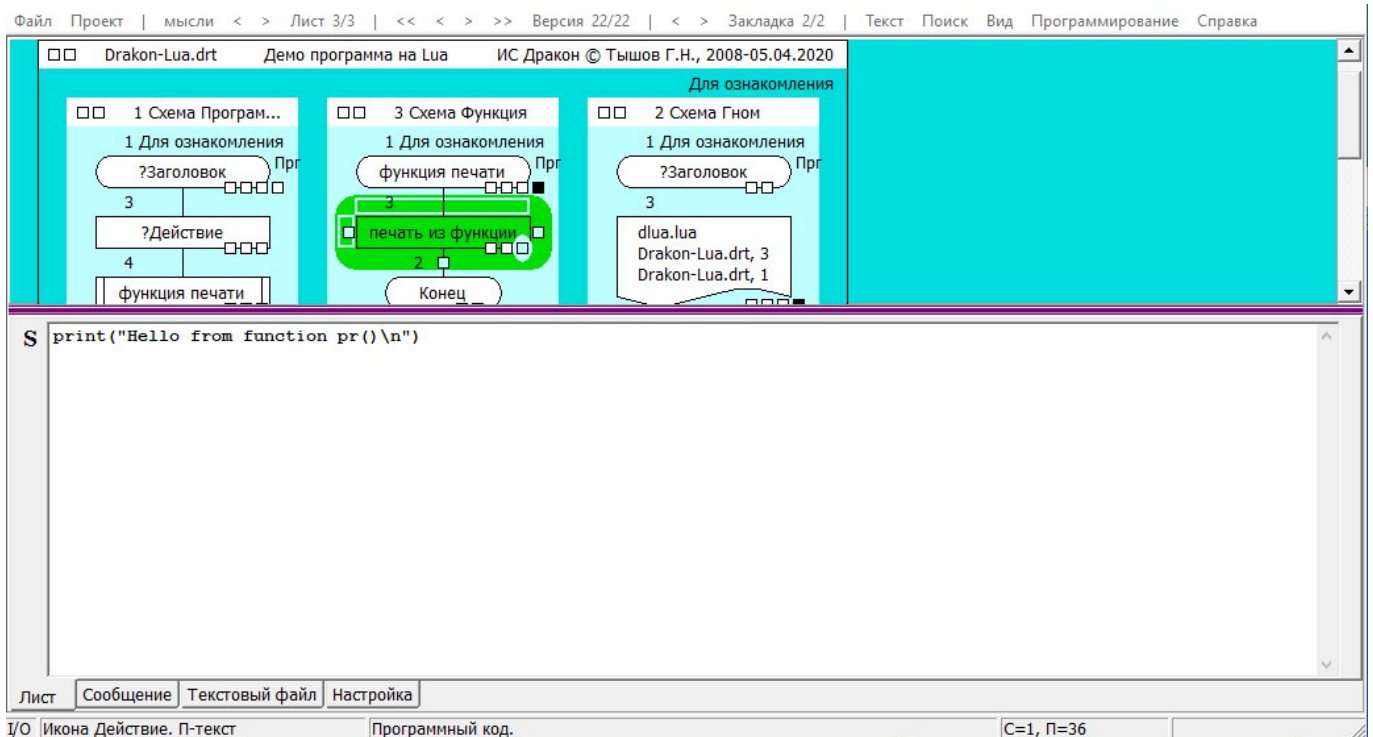 Файл Проект | мысли < > Лист 3/3 | << < > >> Версия 22/22 | < > Закладка 2/2 | Текст Поиск Вид Программирование Справка
Drakon-Lua.drt Демо программа на Lua ИС Дракон © Тышов Г.Н., 2008-05.04.2020
Для ознакомления
1 Схема Програм...
1 Для ознакомления
?Заголовок Прг
3
?Действие
4
функция печати
3 Схема Функция
1 Для ознакомления
функция печати Прг
3
печать из функции
2
Конец
2 Схема Гном
1 Для ознакомления
?Заголовок Прг
3
dlua.lua
Drakon-Lua.drt, 3
Drakon-Lua.drt, 1
S print("Hello from function pr()\n")
Лист Сообщение Текстовый файл Настройка
I/O Икона Действие. П-текст Программный код. С=1, П=36